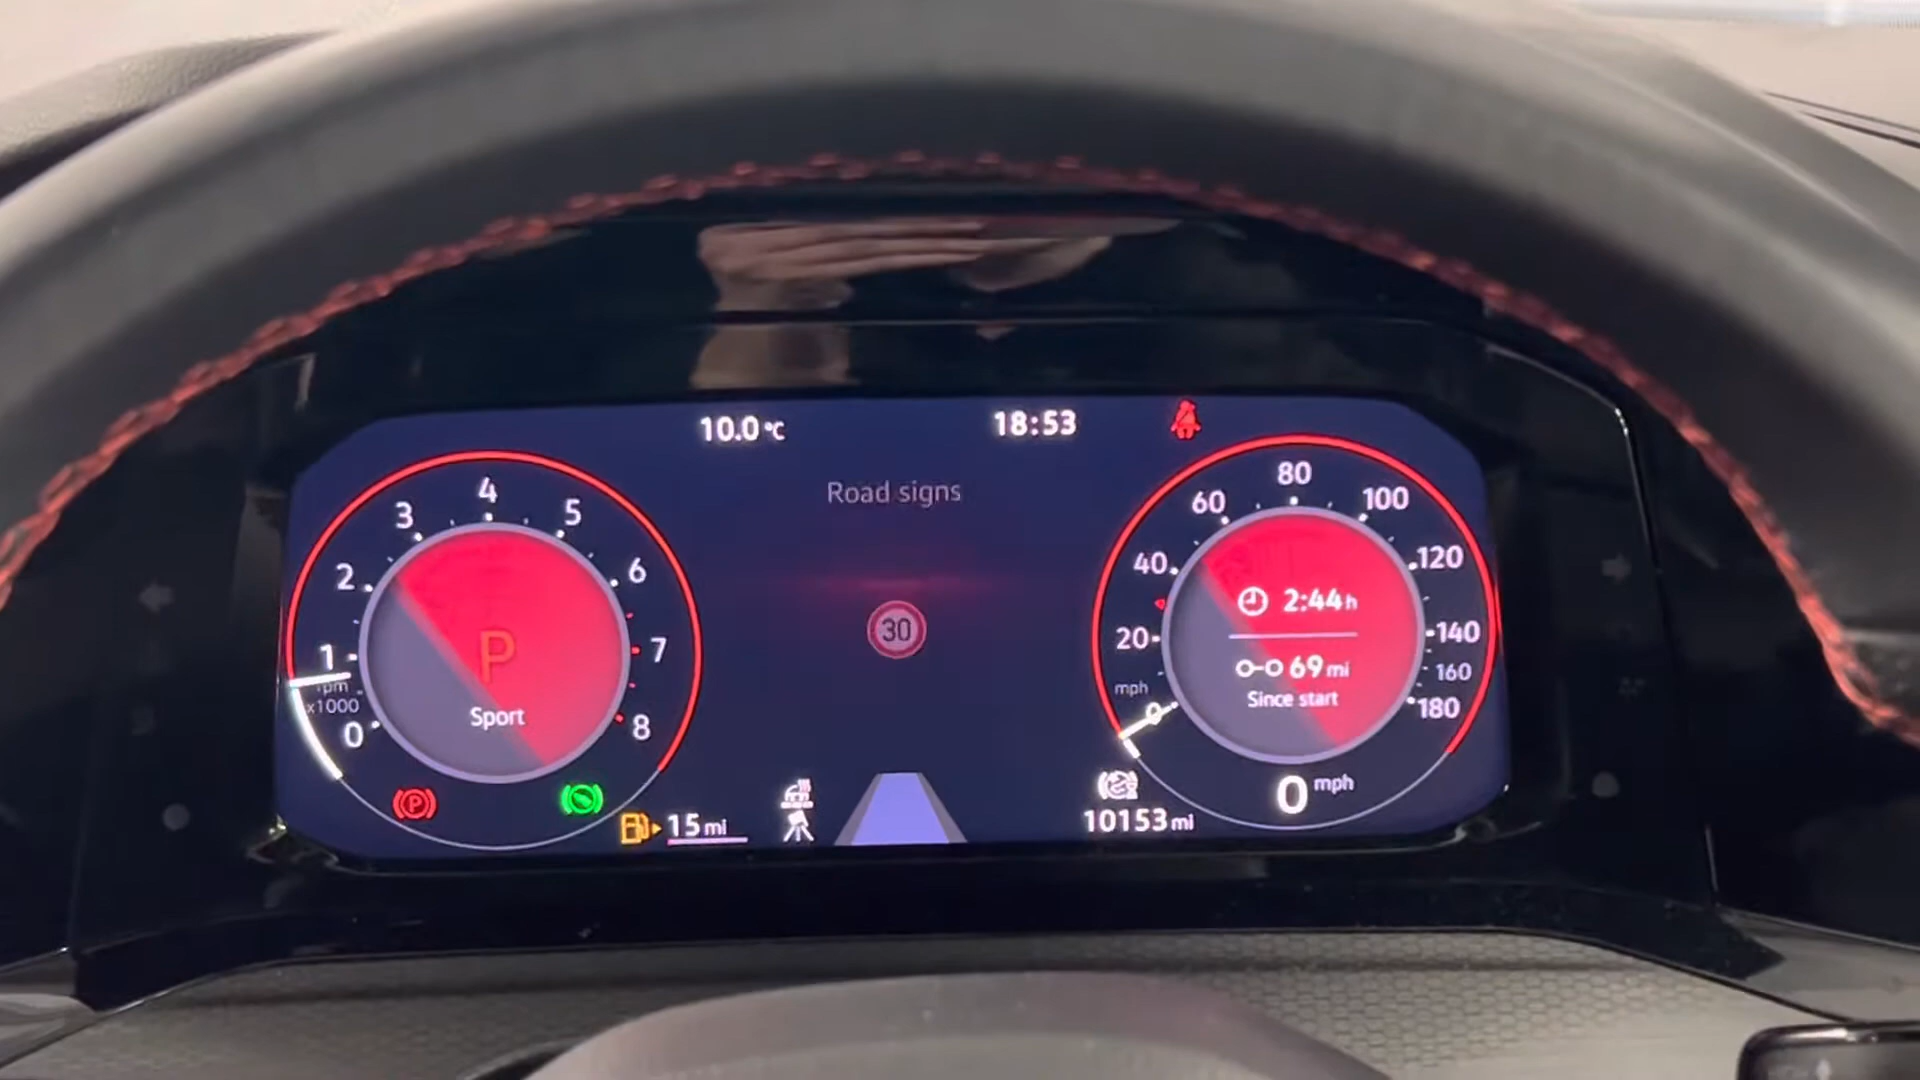 10.0 °C
18:53
Road signs
0
1
2
3
4
5
6
7
8
rpm
x1000
P
Sport
30
0
20
40
60
80
100
120
140
160
180
mph
2:44 h
69 mi
Since start
P
15 mi
10153 mi
0 mph